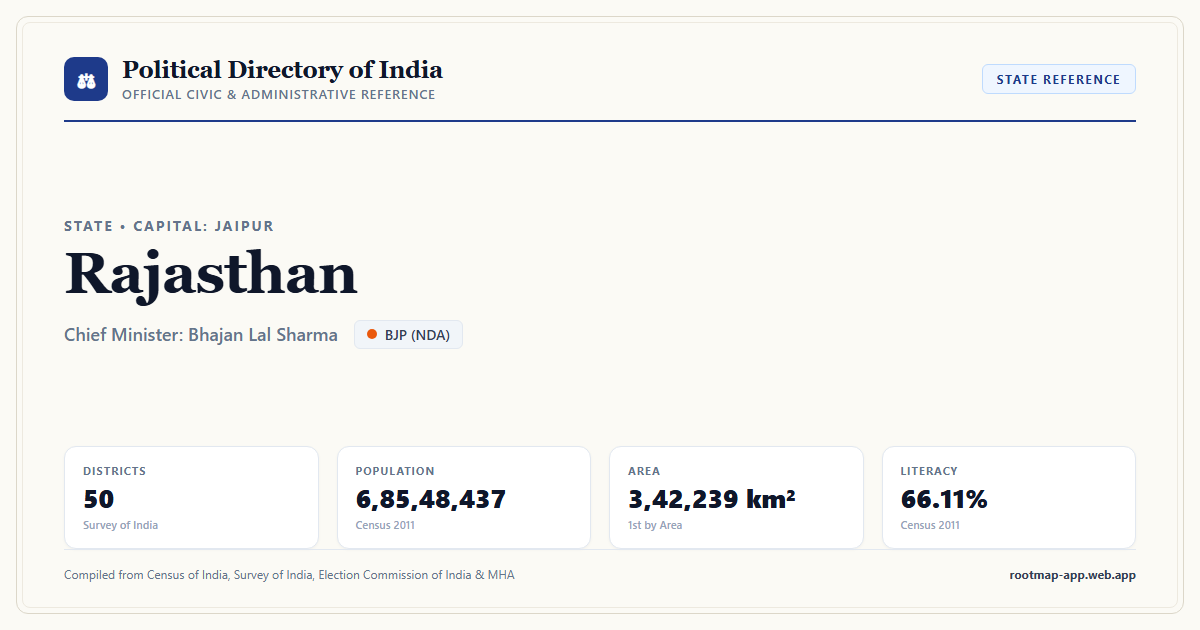 Political Directory of India
OFFICIAL CIVIC & ADMINISTRATIVE REFERENCE
STATE REFERENCE
STATE • CAPITAL: JAIPUR
Rajasthan
Chief Minister: Bhajan Lal Sharma
BJP (NDA)
DISTRICTS
50
Survey of India
POPULATION
6,85,48,437
Census 2011
AREA
3,42,239 km²
1st by Area
LITERACY
66.11%
Census 2011
Compiled from Census of India, Survey of India, Election Commission of India & MHA
rootmap-app.web.app